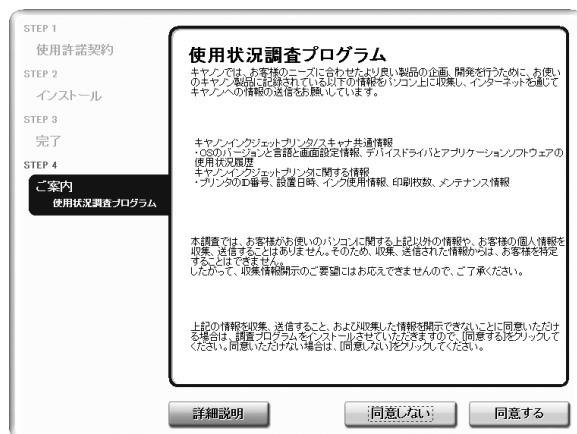 STEP 1
使用許諾契約
STEP 2
インストール
STEP 3
完了
STEP 4
ご案内
使用状況調査プログラム
使用状況調査プログラム
キヤノンでは、お客様のニーズに合わせたより良い製品の企画、開発を行うために、お使い
のキヤノン製品に記録されている以下の情報をパソコン上に収集し、インターネットを通じて
キヤノンへの情報の送信をお願いしています。
キヤノンインクジェットプリンタ/スキャナ共通情報
・OSのバージョンと言語と画面設定情報、デバイスドライバとアプリケーションソフトウェアの
使用状況履歴
キヤノンインクジェットプリンタに関する情報
・プリンタのID番号、設置日時、インク使用情報、印刷枚数、メンテナンス情報
本調査では、お客様がお使いのパソコンに関する上記以外の情報や、お客様の個人情報を
収集、送信することはありません。そのため、収集、送信された情報からは、お客様を特定
することはできません。
したがって、収集情報開示のご要望にはお応えできませんので、ご了承ください。
上記の情報を収集、送信すること、および収集した情報を開示できないことに同意いただけ
る場合は、調査プログラムをインストールさせていただきますので、[同意する]をクリックして
ください。同意いただけない場合は、[同意しない]をクリックしてください。
詳細説明
同意しない
同意する